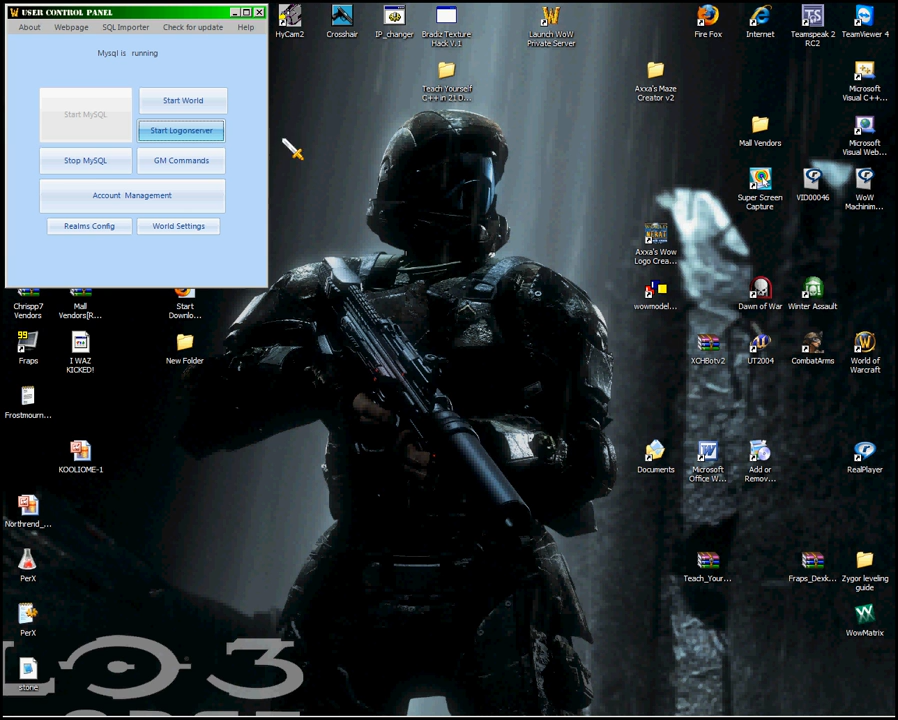 USER CONTROL PANEL
About Webpage SQL Importer Check for update Help
Mysql is running
Start MySQL
Start World
Start Logonserver
Stop MySQL
GM Commands
Account Management
Realms Config
World Settings
HyCam2
Crosshair
IP_changer
Bradiz Texture
Hack V.1
Launch WoW
Private Server
Fire Fox
Internet
Teamspeak 2
RC2
TeamViewer 4
Teach Yourself
C++ in 21 D...
Axxa's Maze
Creator v2
Microsoft
Visual C++...
Mall Vendors
Microsoft
Visual Web...
Super Screen
Capture
VID00046
WoW
Machinim...
Axxa's Wow
Logo Crea...
Chrispp7
Vendors
Mall
Vendors[R...
Start
Downlo...
wowmodel...
Dawn of War
Winter Assault
Fraps
I WAZ
KICKED!
New Folder
XCHBotv2
UT2004
CombatArms
World of
Warcraft
Frostmourn...
KOOLIOME-1
Documents
Microsoft
Office W...
Add or
Remov...
RealPlayer
Northrend_...
PerX
Teach_Your...
Fraps_Dexk...
Zygor leveling
guide
PerX
WowMatrix
stone
LO 3